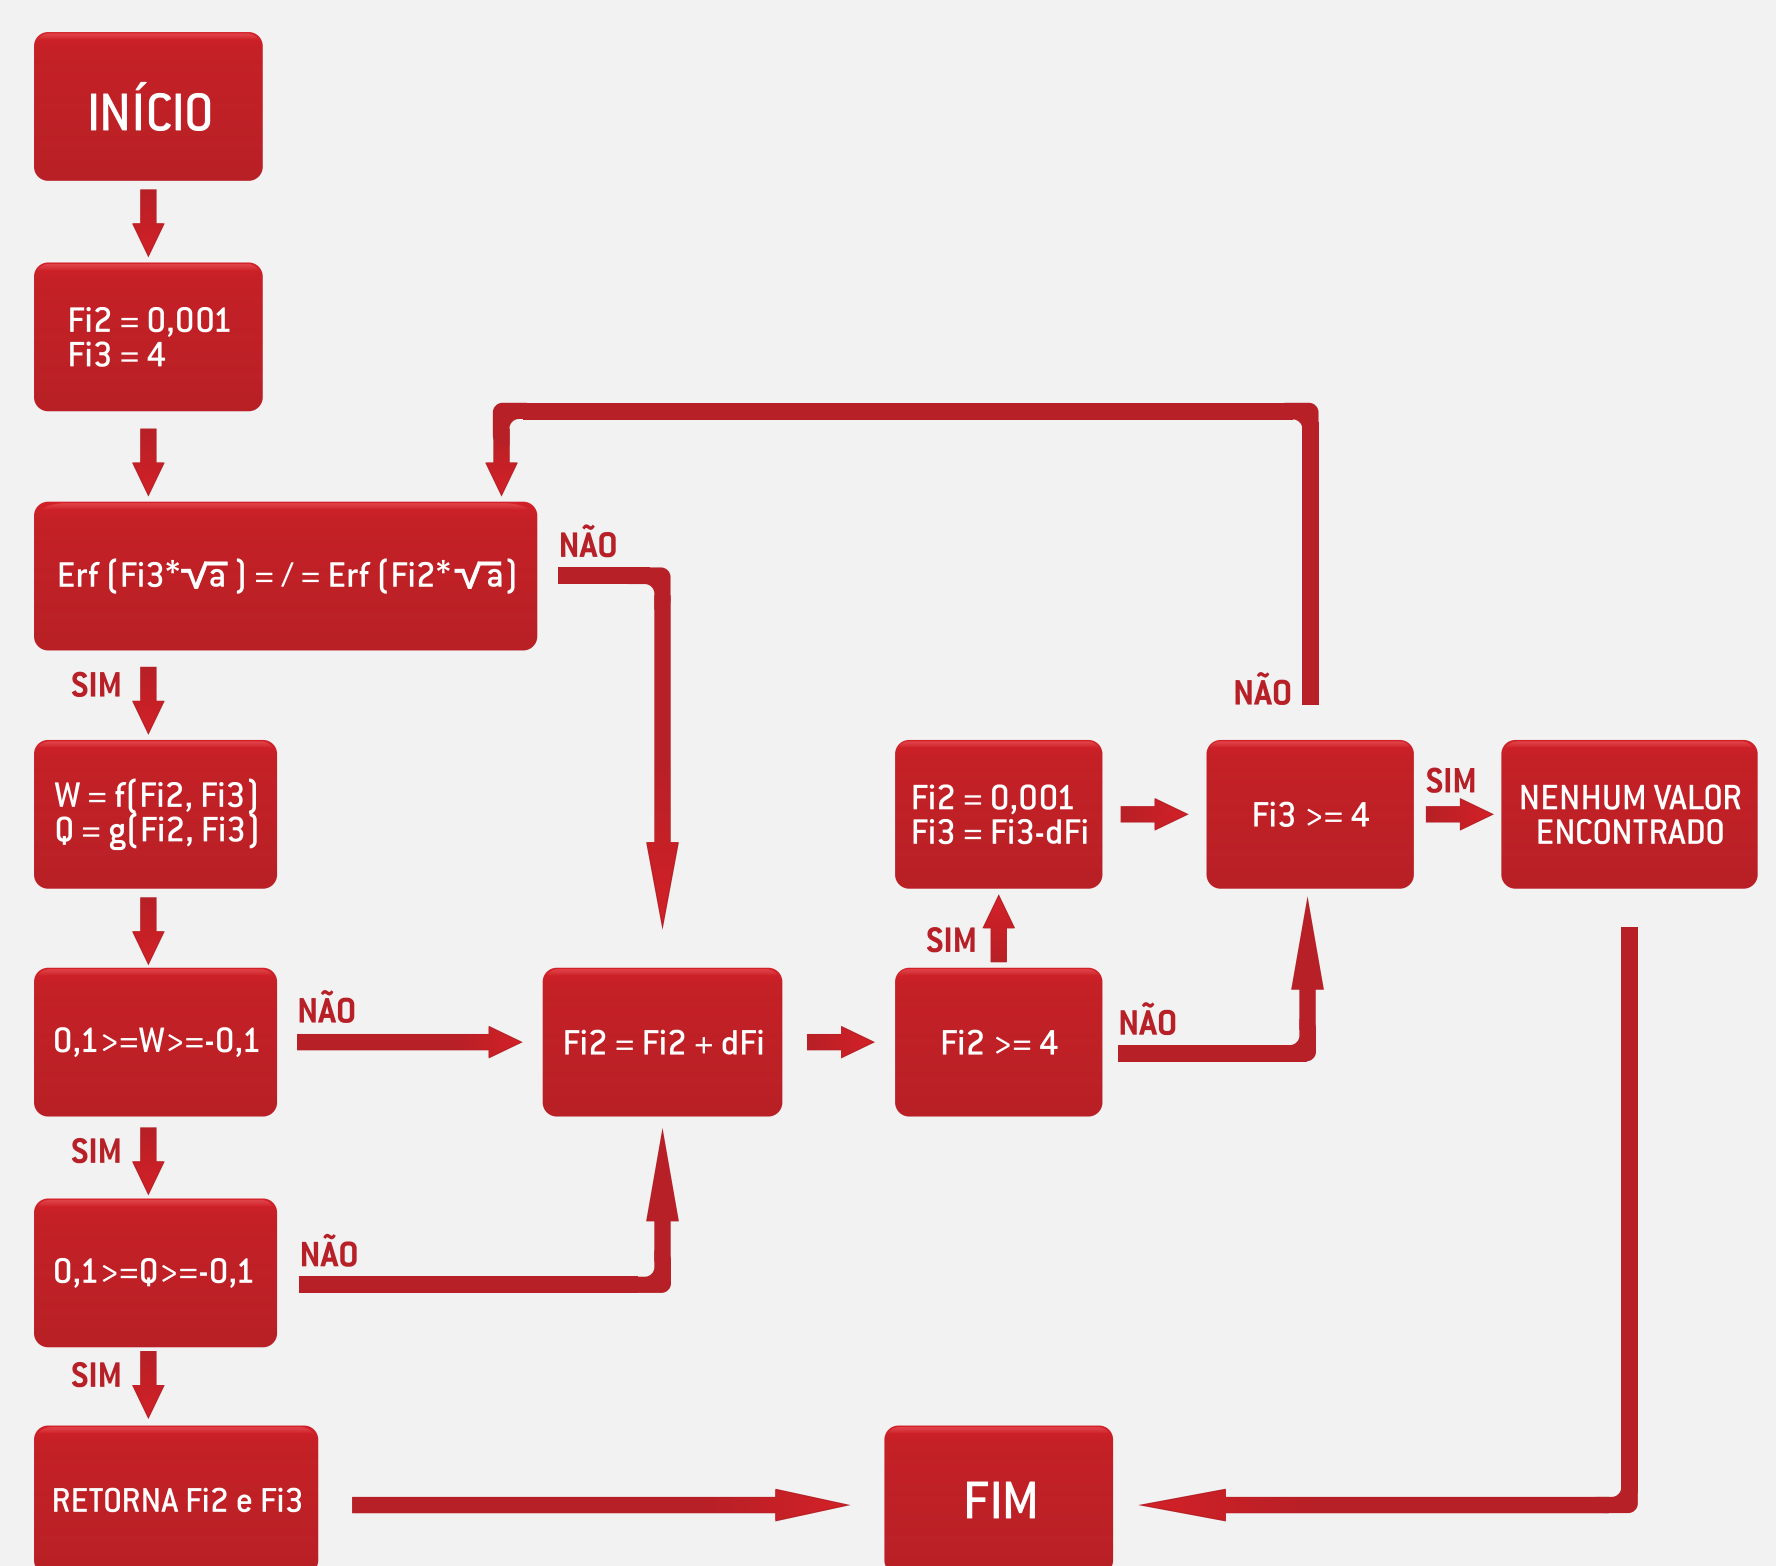 INÍCIO
Fi2 = 0,001
Fi3 = 4
Erf (Fi3*√a ) = / = Erf (Fi2*√a)
NÃO
SIM
W = f(Fi2, Fi3)
Q = g(Fi2, Fi3)
0,1>=W>=-0,1
NÃO
SIM
0,1>=Q>=-0,1
NÃO
SIM
RETORNA Fi2 e Fi3
Fi2 = Fi2 + dFi
Fi2 >= 4
SIM
NÃO
Fi2 = 0,001
Fi3 = Fi3-dFi
Fi3 >= 4
NÃO
SIM
NENHUM VALOR
ENCONTRADO
FIM